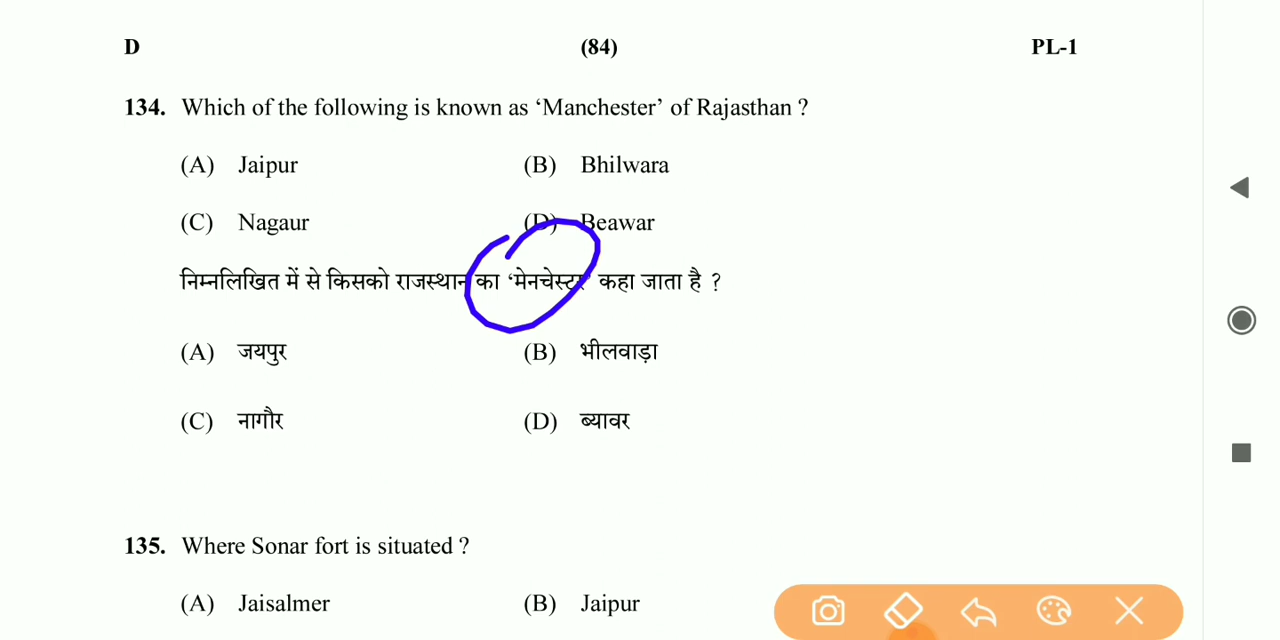 D (84) PL-1
134. Which of the following is known as ‘Manchester’ of Rajasthan ?
(A) Jaipur (B) Bhilwara
(C) Nagaur (D) Beawar
निम्नलिखित में से किसको राजस्थान का ‘मेनचेस्टर’ कहा जाता है ?
(A) जयपुर (B) भीलवाड़ा
(C) नागौर (D) ब्यावर
135. Where Sonar fort is situated ?
(A) Jaisalmer (B) Jaipur